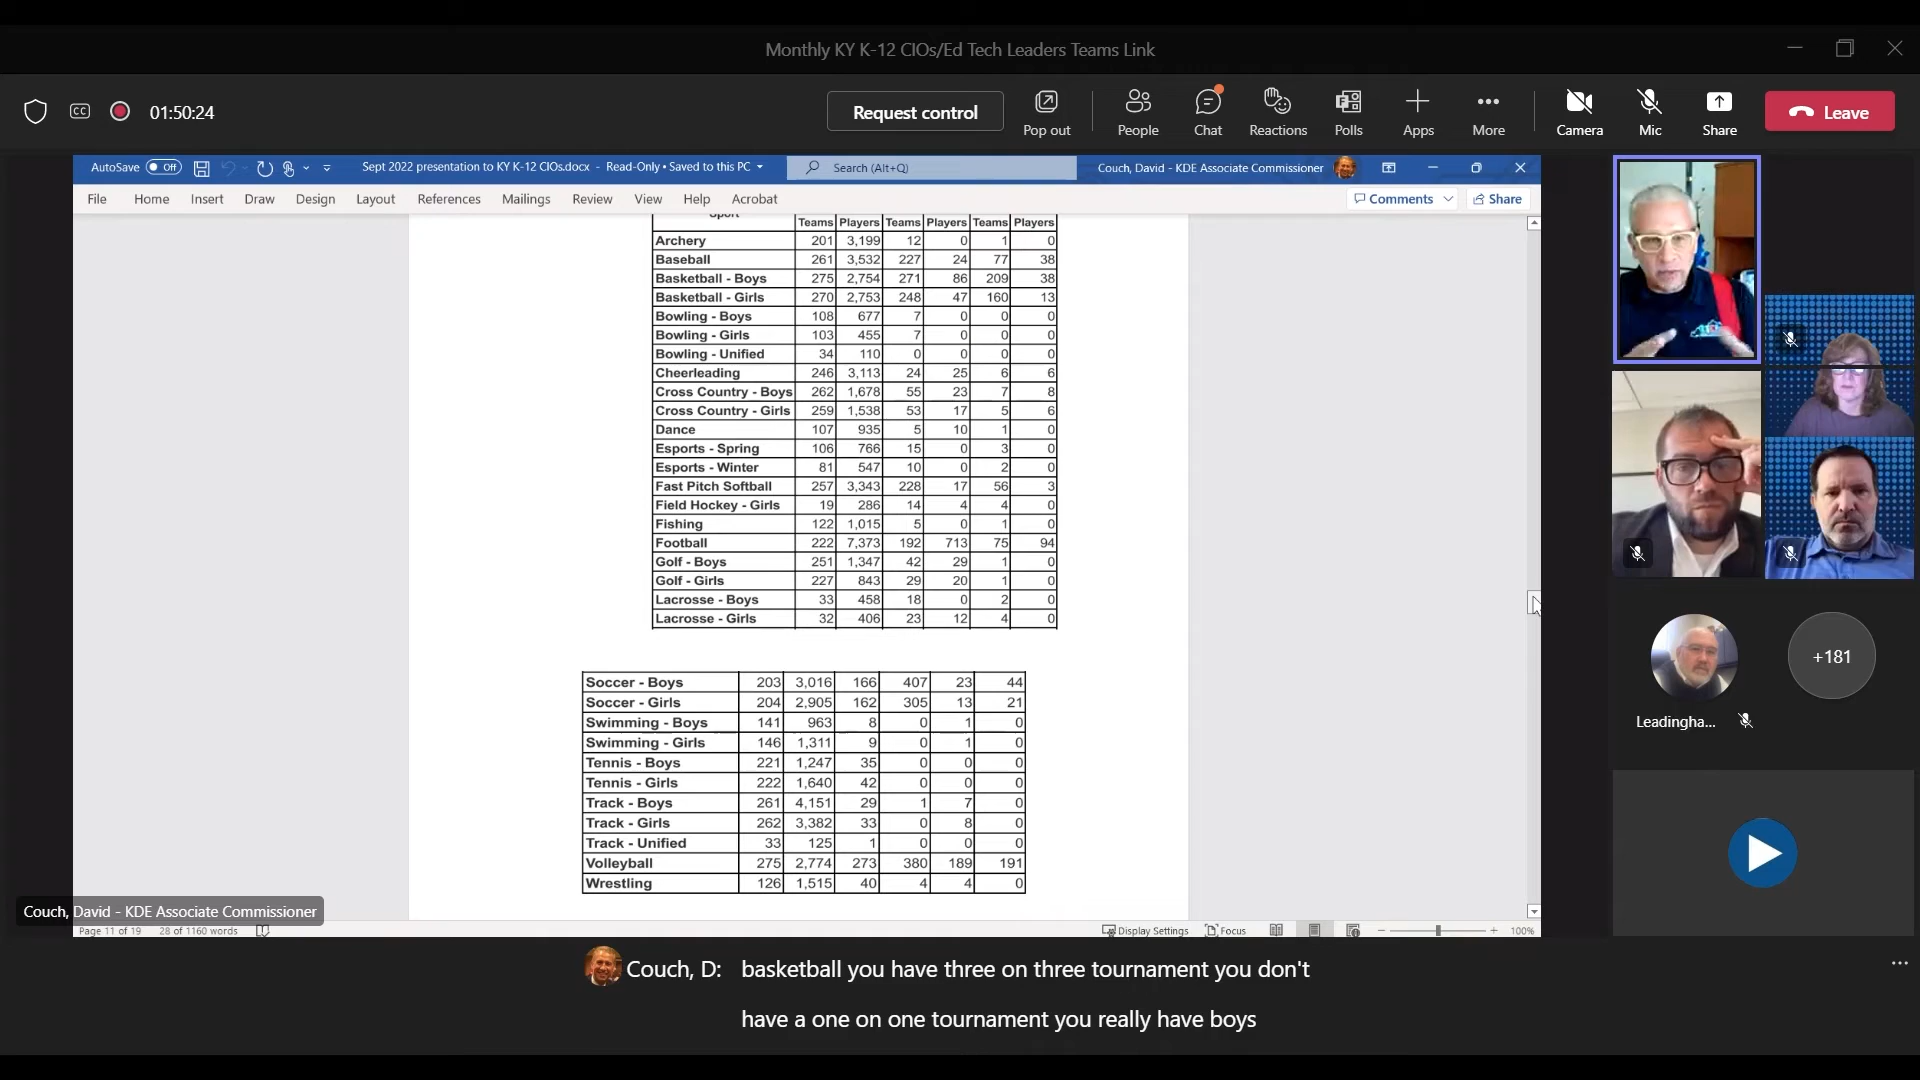 Monthly KY K-12 CIOs/Ed Tech Leaders Teams Link
CC 01:50:24 Request control Pop out People Chat Reactions Polls Apps More Camera Mic Share Leave
AutoSave Off Sept 2022 presentation to KY K-12 CIOs.docx - Read-Only • Saved to this PC Search (Alt+Q) Couch, David - KDE Associate Commissioner
File Home Insert Draw Design Layout References Mailings Review View Help Acrobat Comments Share
Sport Teams Players Teams Players Teams Players
Archery 201 3,199 12 0 1 0
Baseball 261 3,532 227 24 77 38
Basketball - Boys 275 2,754 271 86 209 38
Basketball - Girls 270 2,753 248 47 160 13
Bowling - Boys 108 677 7 0 0 0
Bowling - Girls 103 455 7 0 0 0
Bowling - Unified 34 110 0 0 0 0
Cheerleading 246 3,113 24 25 6 6
Cross Country - Boys 262 1,678 55 23 7 8
Cross Country - Girls 259 1,538 53 17 5 6
Dance 107 935 5 10 1 0
Esports - Spring 106 766 15 0 3 0
Esports - Winter 81 547 10 0 2 0
Fast Pitch Softball 257 3,343 228 17 56 3
Field Hockey - Girls 19 286 14 4 4 0
Fishing 122 1,015 5 0 1 0
Football 222 7,373 192 713 75 94
Golf - Boys 251 1,347 42 29 1 0
Golf - Girls 227 843 29 20 1 0
Lacrosse - Boys 33 458 18 0 2 0
Lacrosse - Girls 32 406 23 12 4 0
Soccer - Boys 203 3,016 166 407 23 44
Soccer - Girls 204 2,905 162 305 13 21
Swimming - Boys 141 963 8 0 1 0
Swimming - Girls 146 1,311 9 0 1 0
Tennis - Boys 221 1,247 35 0 0 0
Tennis - Girls 222 1,640 42 0 0 0
Track - Boys 261 4,151 29 1 7 0
Track - Girls 262 3,382 33 0 8 0
Track - Unified 33 125 1 0 0 0
Volleyball 275 2,774 273 380 189 191
Wrestling 126 1,515 40 4 4 0
+181
Leadingha...
Couch, David - KDE Associate Commissioner
Page 11 of 19 28 of 1160 words Display Settings Focus 100%
Couch, D: basketball you have three on three tournament you don't
have a one on one tournament you really have boys